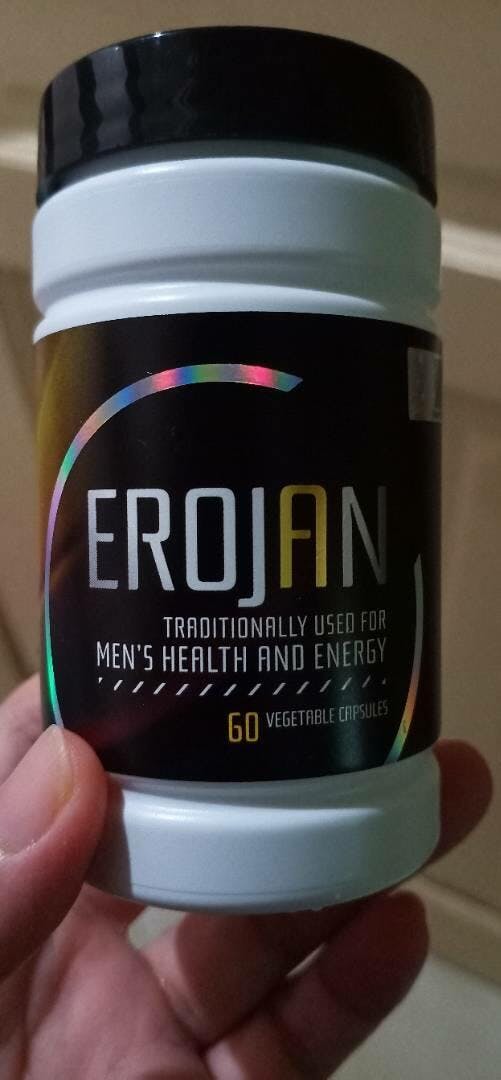 EROJAN
TRADITIONALLY USED FOR
MEN'S HEALTH AND ENERGY
60 VEGETABLE CAPSULES